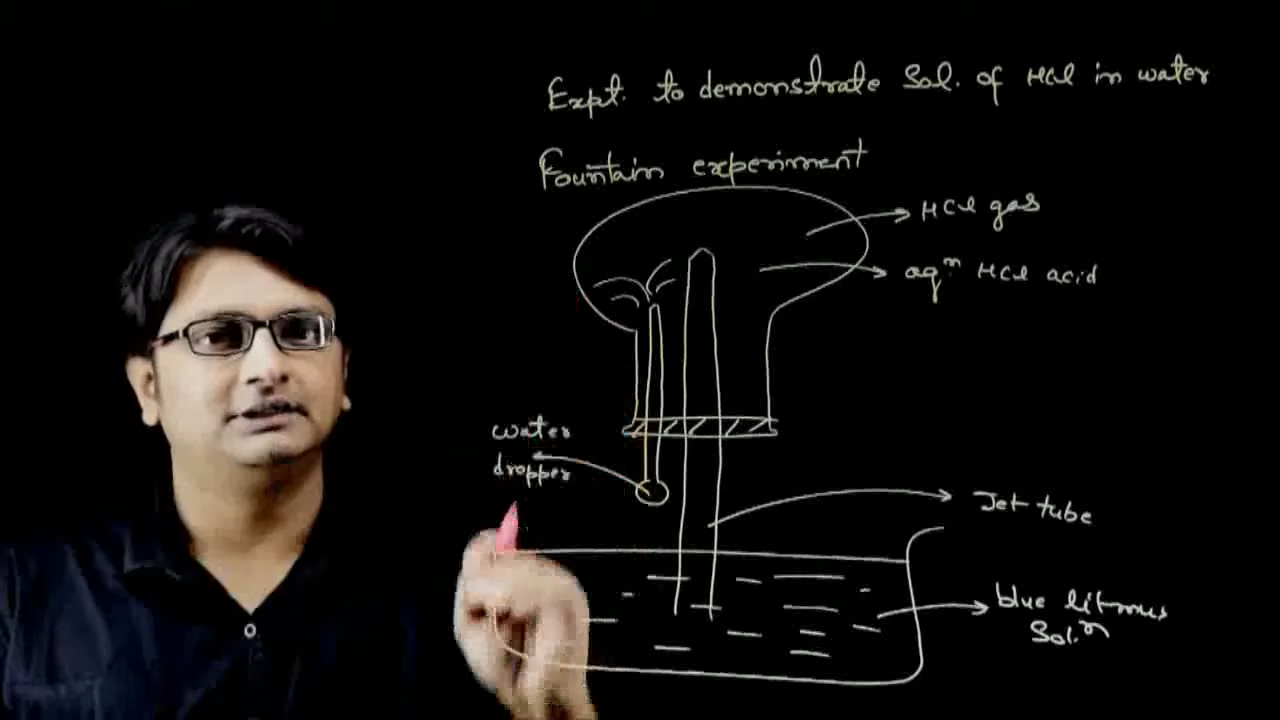 Expt. to demonstrate Sol. of HCl in water
Fountain experiment
HCl gas
aqⁿ HCl acid
water
dropper
Jet tube
blue litmus
Solⁿ